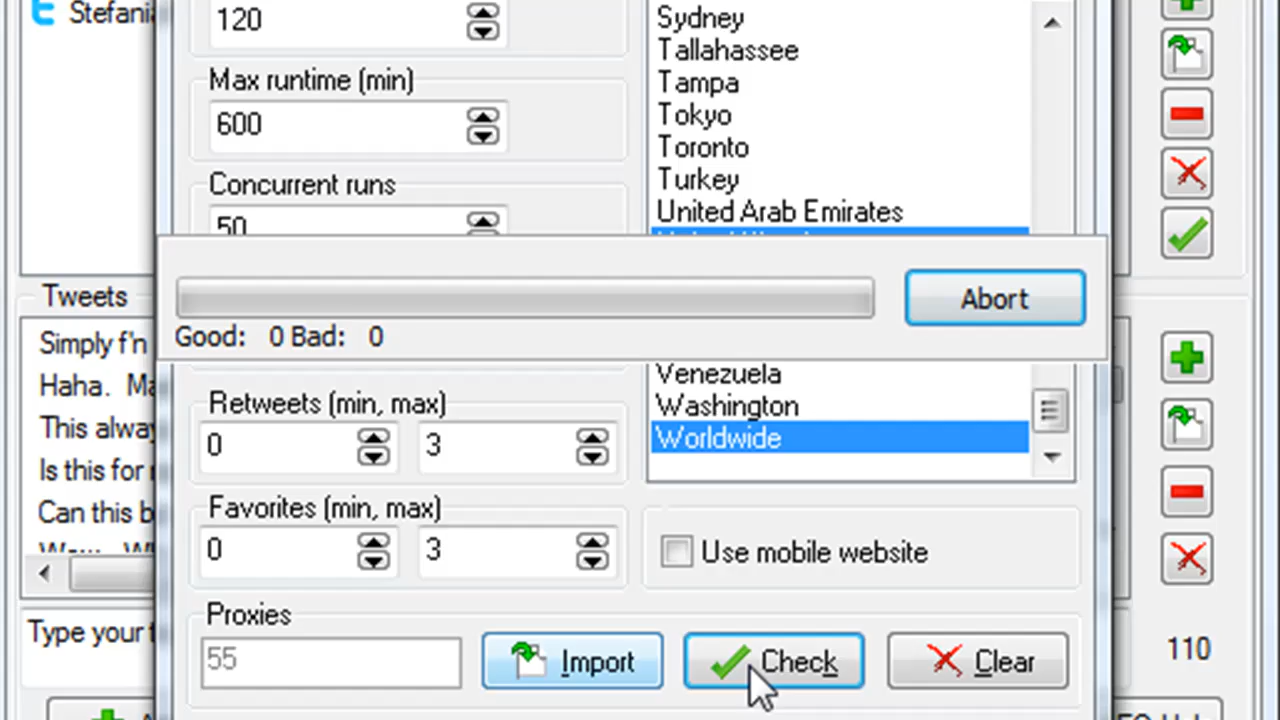 Stefania
120
Max runtime (min)
600
Concurrent runs
50
Sydney
Tallahassee
Tampa
Tokyo
Toronto
Turkey
United Arab Emirates
Abort
Good: 0 Bad: 0
Tweets
Simply f'n
Haha. Ma
This alway
Is this for
Can this b
Venezuela
Washington
Worldwide
Retweets (min, max)
0 3
Favorites (min, max)
0 3
Use mobile website
Proxies
55
Import
Check
Clear
Type your
110